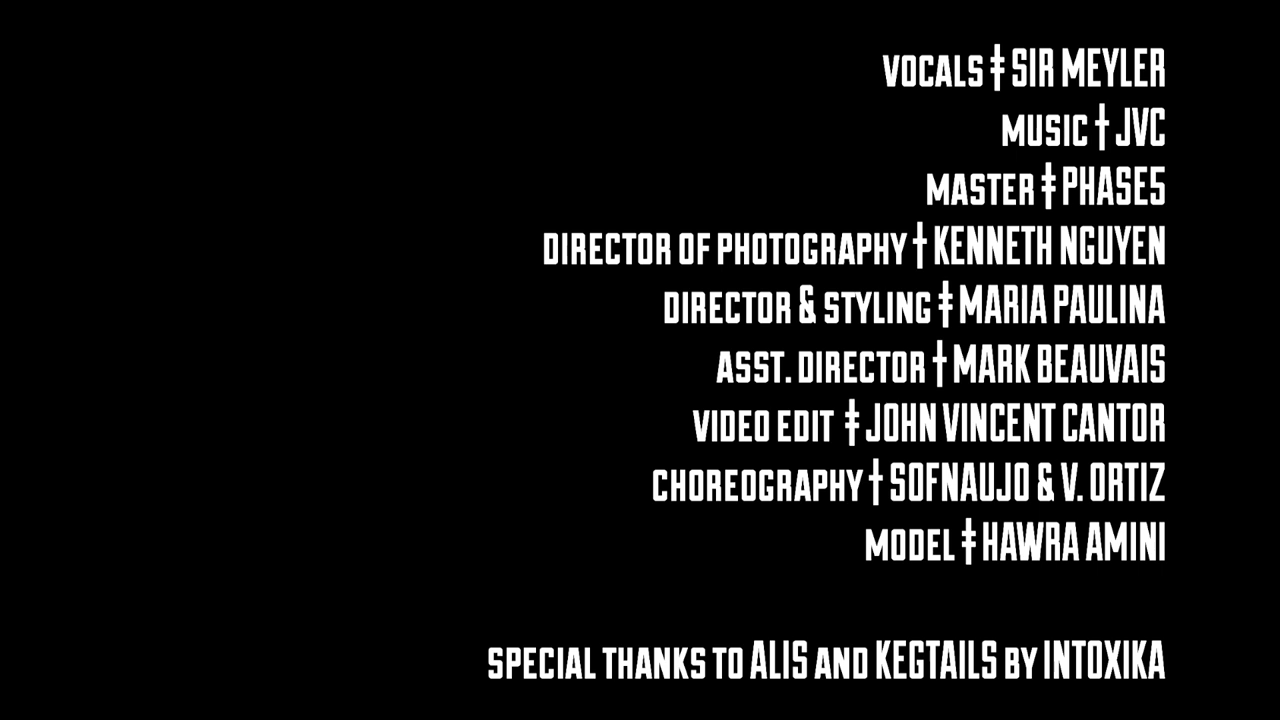 VOCALS ‡ SIR MEYLER
MUSIC † JVC
MASTER ‡ PHASE5
DIRECTOR OF PHOTOGRAPHY † KENNETH NGUYEN
DIRECTOR & STYLING ‡ MARIA PAULINA
ASST. DIRECTOR † MARK BEAUVAIS
VIDEO EDIT ‡ JOHN VINCENT CANTOR
CHOREOGRAPHY † SOFNAUJO & V. ORTIZ
MODEL ‡ HAWRA AMINI
SPECIAL THANKS TO ALIS AND KEGTAILS BY INTOXIKA